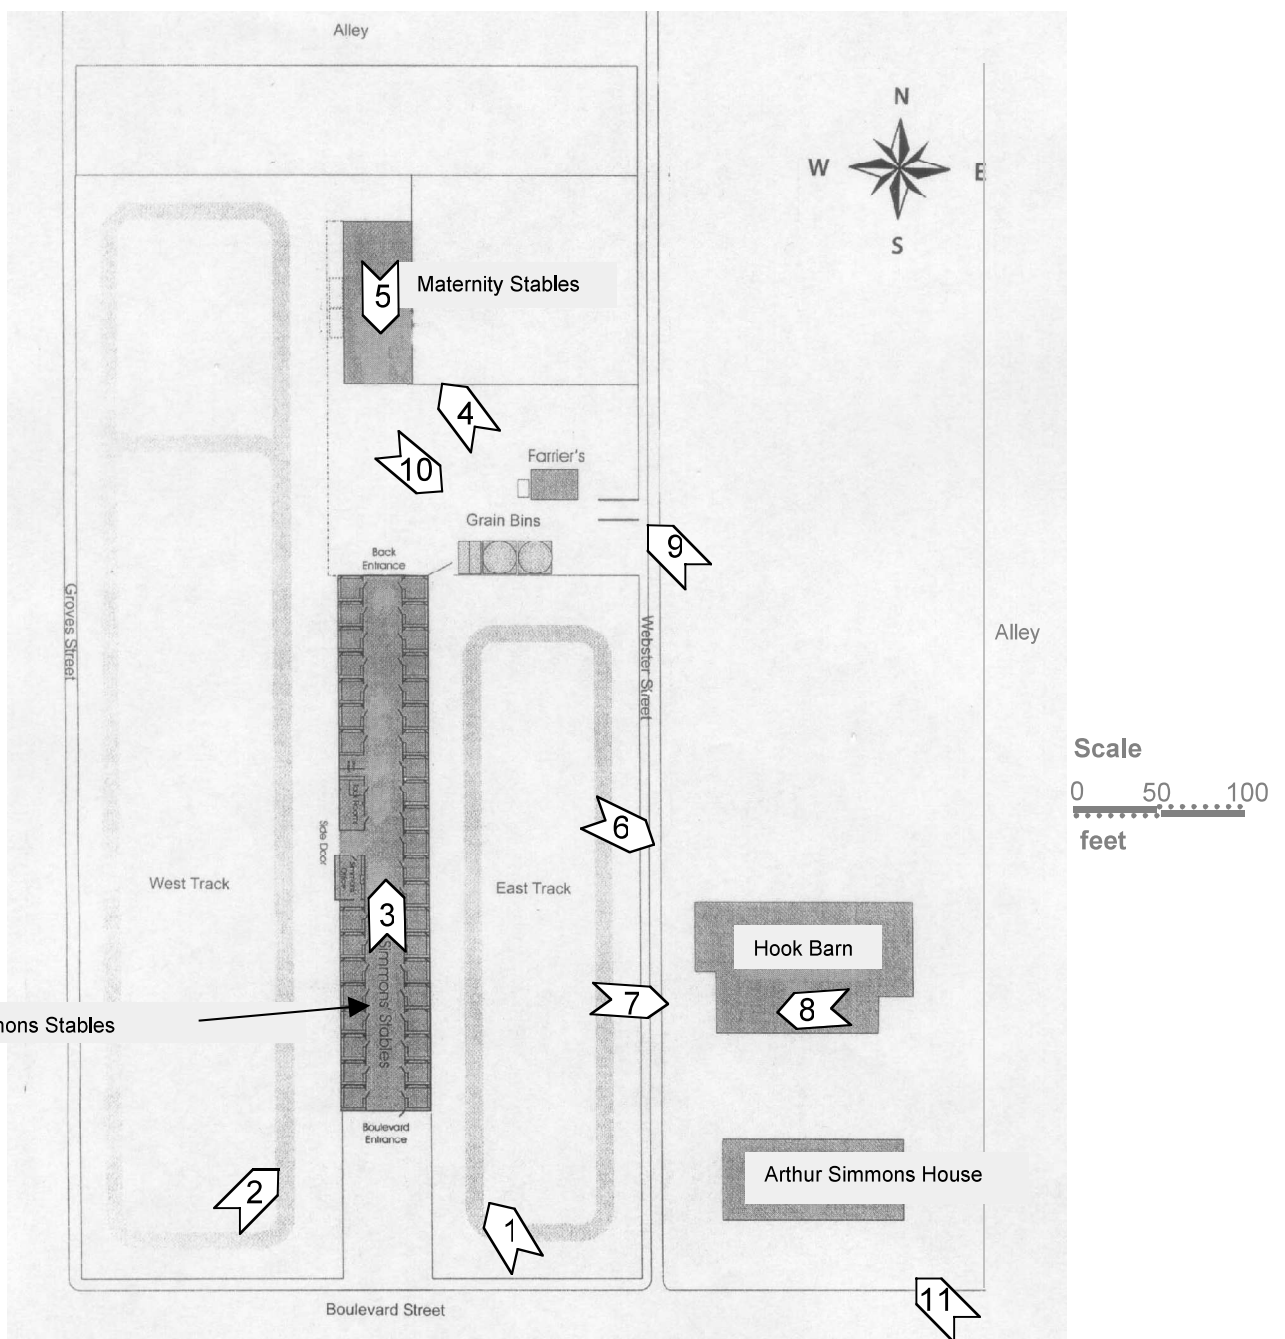 Alley
N
W
E
S
Maternity Stables
5
4
10
Farrier's
Grain Bins
9
Back
Entrance
Groves Street
Webster Street
Alley
Scale
0 50 100
feet
Side Door
6
West Track
East Track
3
Hook Barn
7
8
Simmons' Stables
mons Stables
Boulevard
Entrance
Arthur Simmons House
2
1
11
Boulevard Street